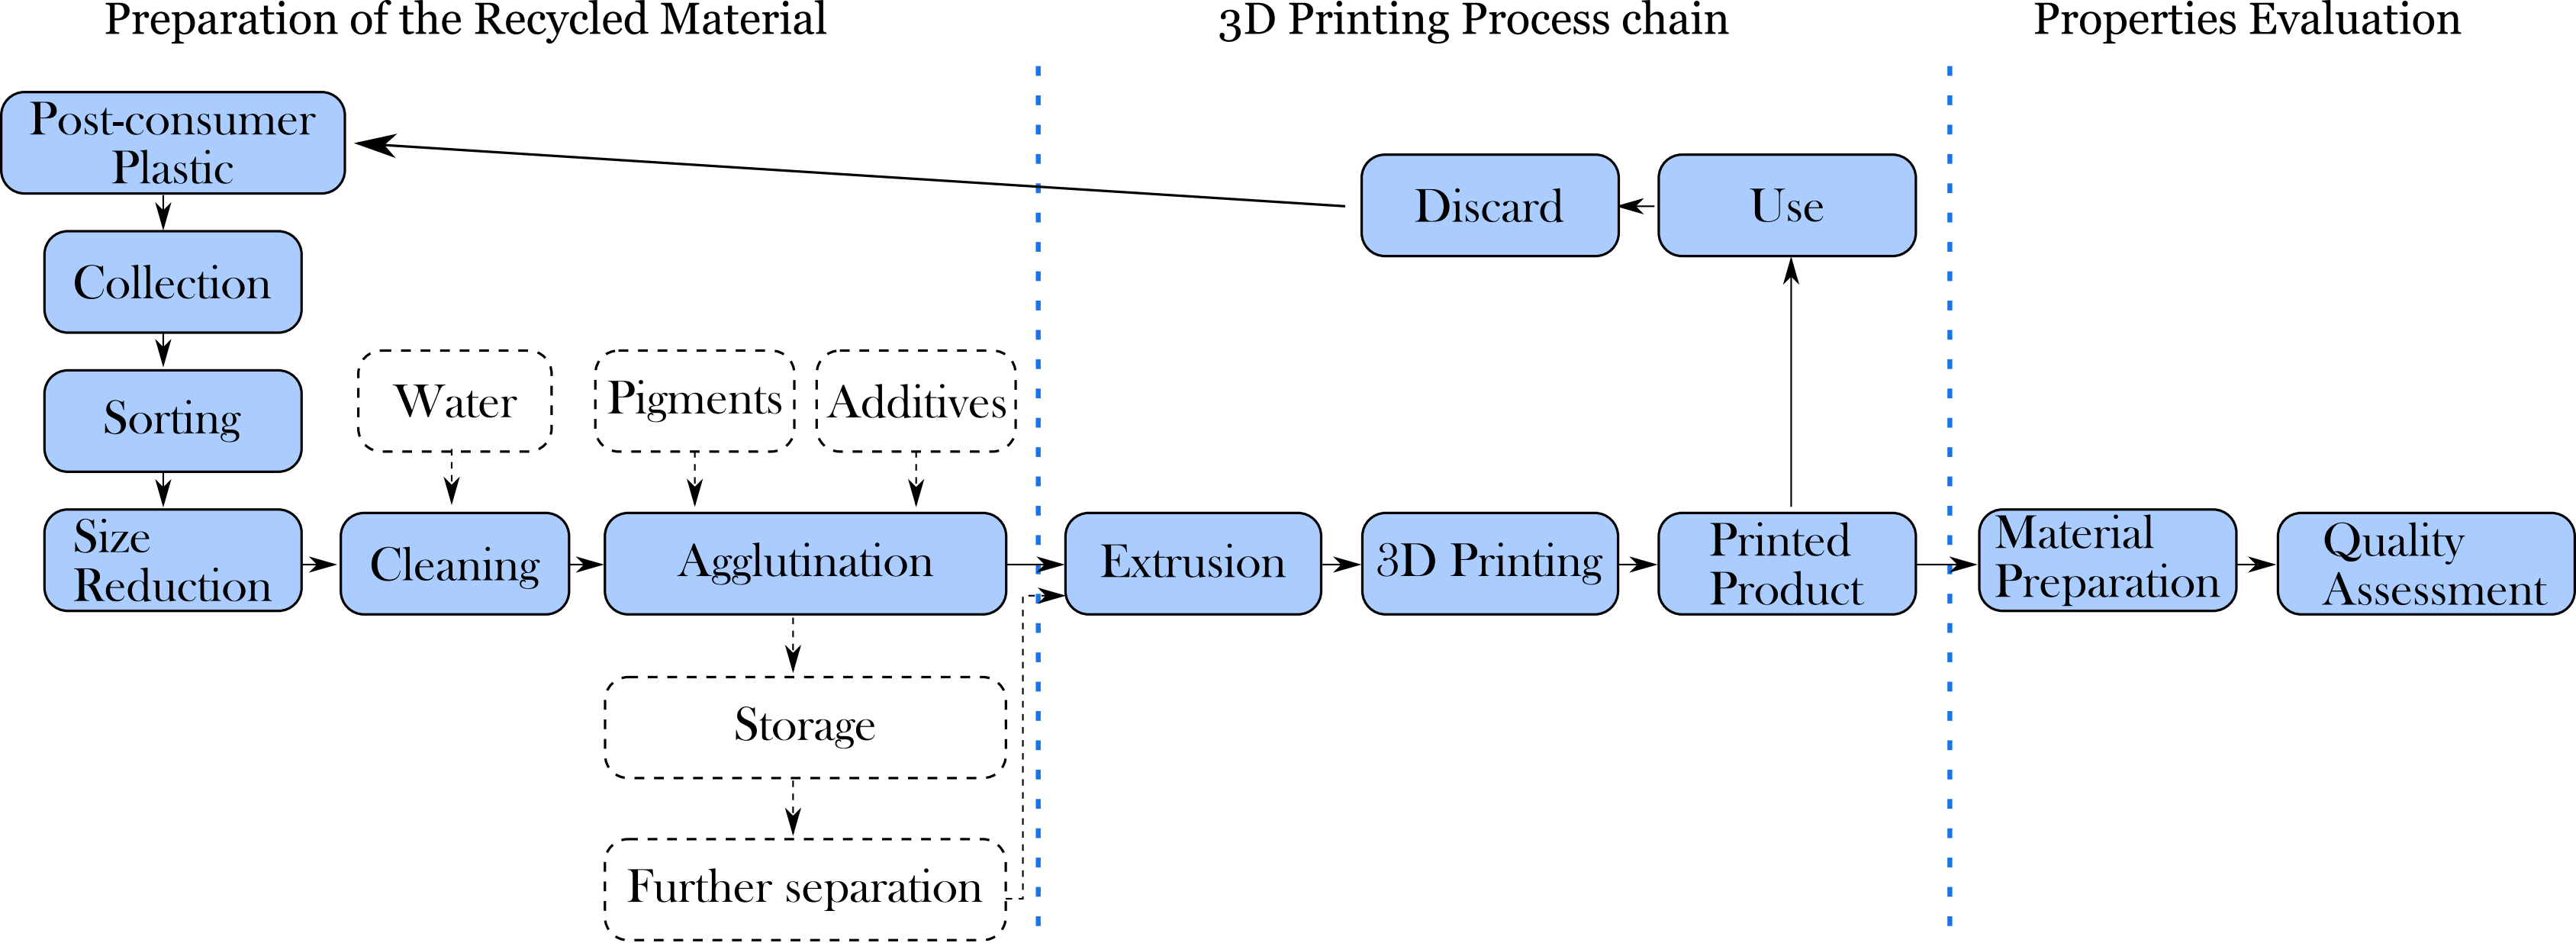 Preparation of the Recycled Material
3D Printing Process chain
Properties Evaluation
Post-consumer
Plastic
Discard
Use
Collection
Sorting
Water
Pigments
Additives
Size
Reduction
Cleaning
Agglutination
Extrusion
3D Printing
Printed
Product
Material
Preparation
Quality
Assessment
Storage
Further separation